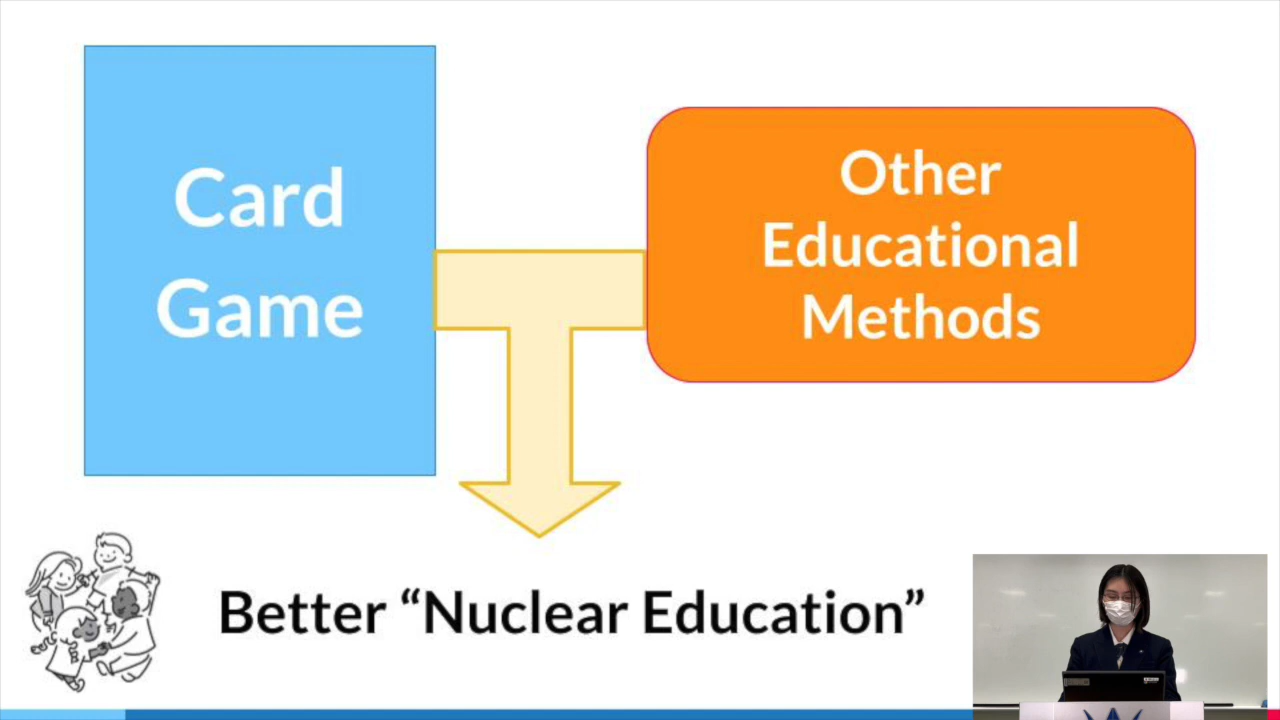 Card
Game
Other
Educational
Methods
Better “Nuclear Education”